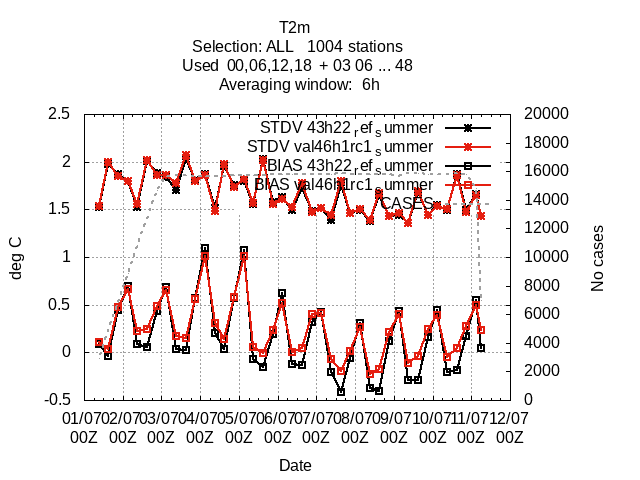 T2m
Selection: ALL 1004 stations
Used 00,06,12,18 + 03 06 ... 48
Averaging window: 6h
2.5
2
1.5
1
0.5
0
-0.5
deg C
20000
18000
16000
14000
12000
10000
8000
6000
4000
2000
0
No cases
STDV 43h22refsummer
STDV val46h1rc1summer
BIAS 43h22refsummer
BIAS val46h1rc1summer
CASES
01/07 02/07 03/07 04/07 05/07 06/07 07/07 08/07 09/07 10/07 11/07 12/07
00Z 00Z 00Z 00Z 00Z 00Z 00Z 00Z 00Z 00Z 00Z 00Z
Date